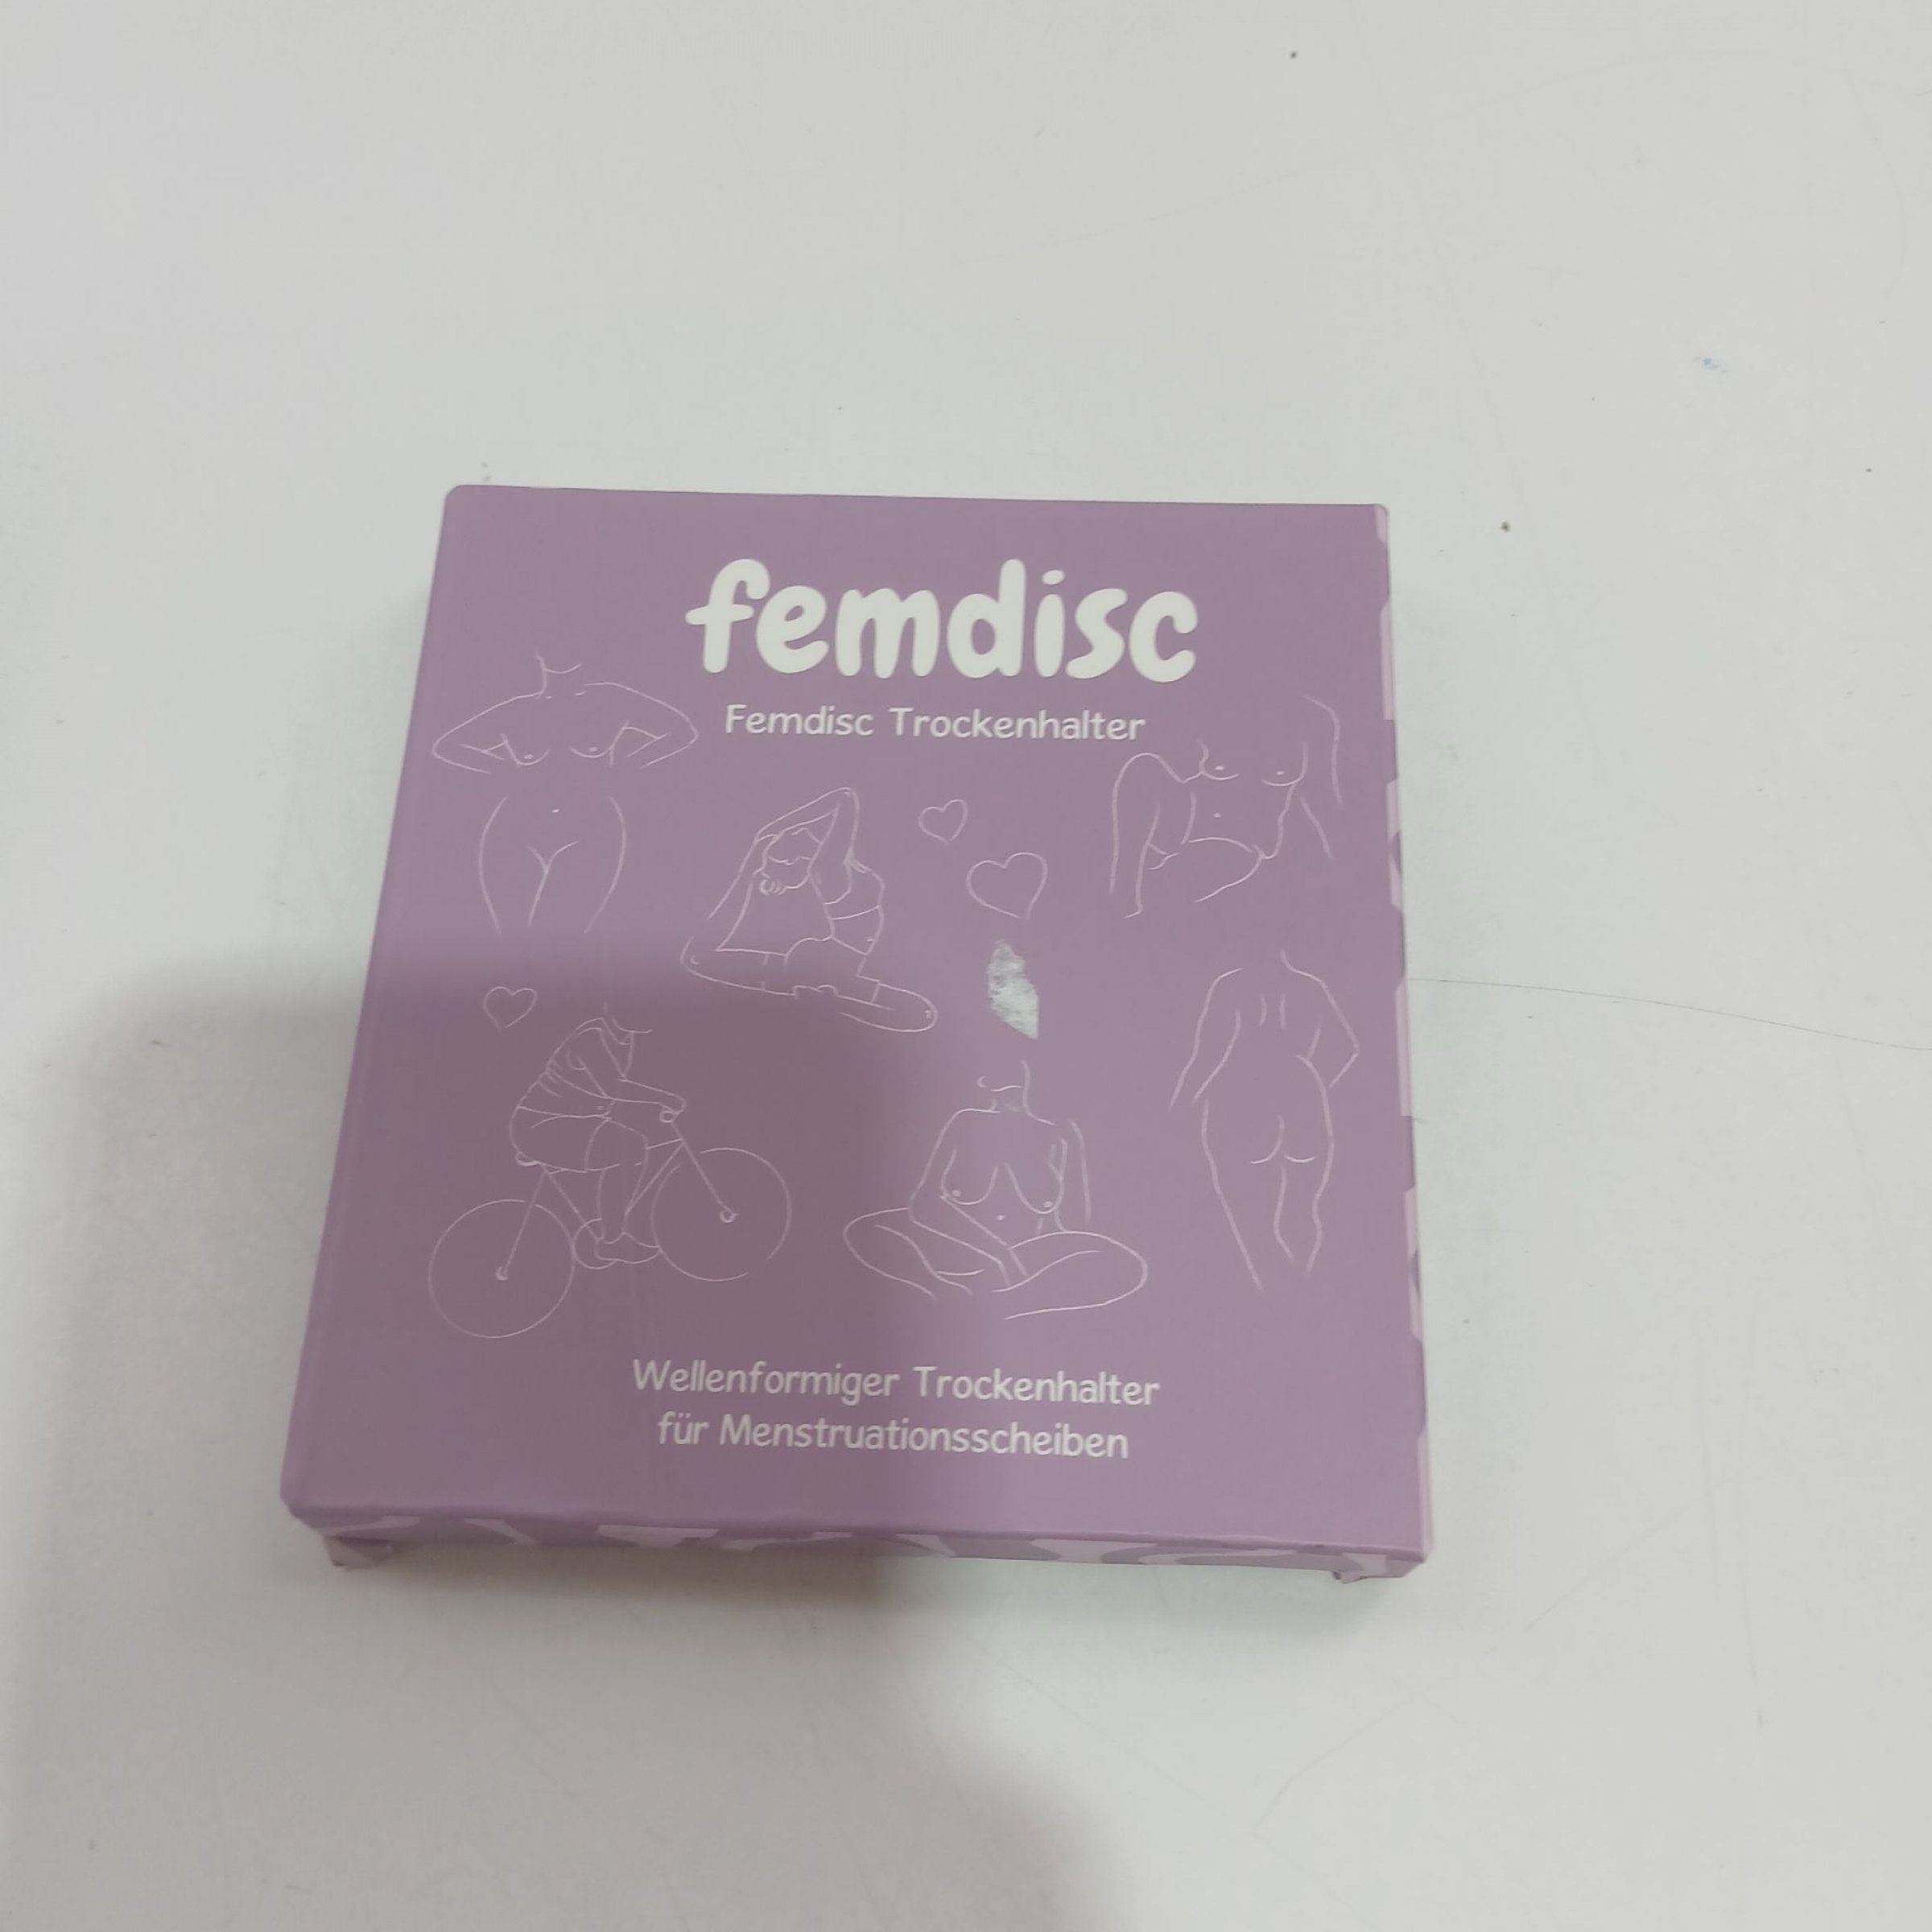 femdisc
Femdisc Trockenhalter
Wellenformiger Trockenhalter
für Menstruationsscheiben